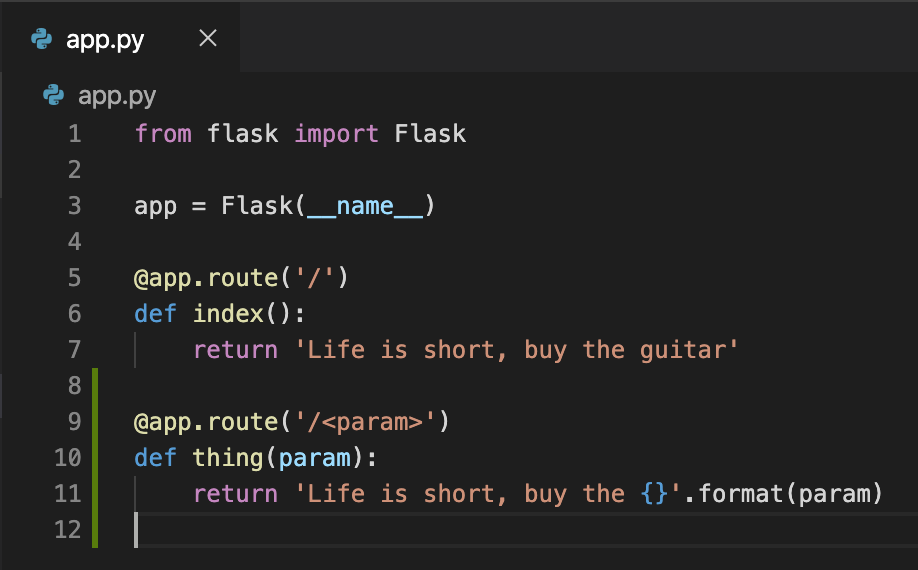 app.py
app.py
1 from flask import Flask
2
3 app = Flask(__name__)
4
5 @app.route('/')
6 def index():
7     return 'Life is short, buy the guitar'
8
9 @app.route('/<param>')
10 def thing(param):
11     return 'Life is short, buy the {}'.format(param)
12